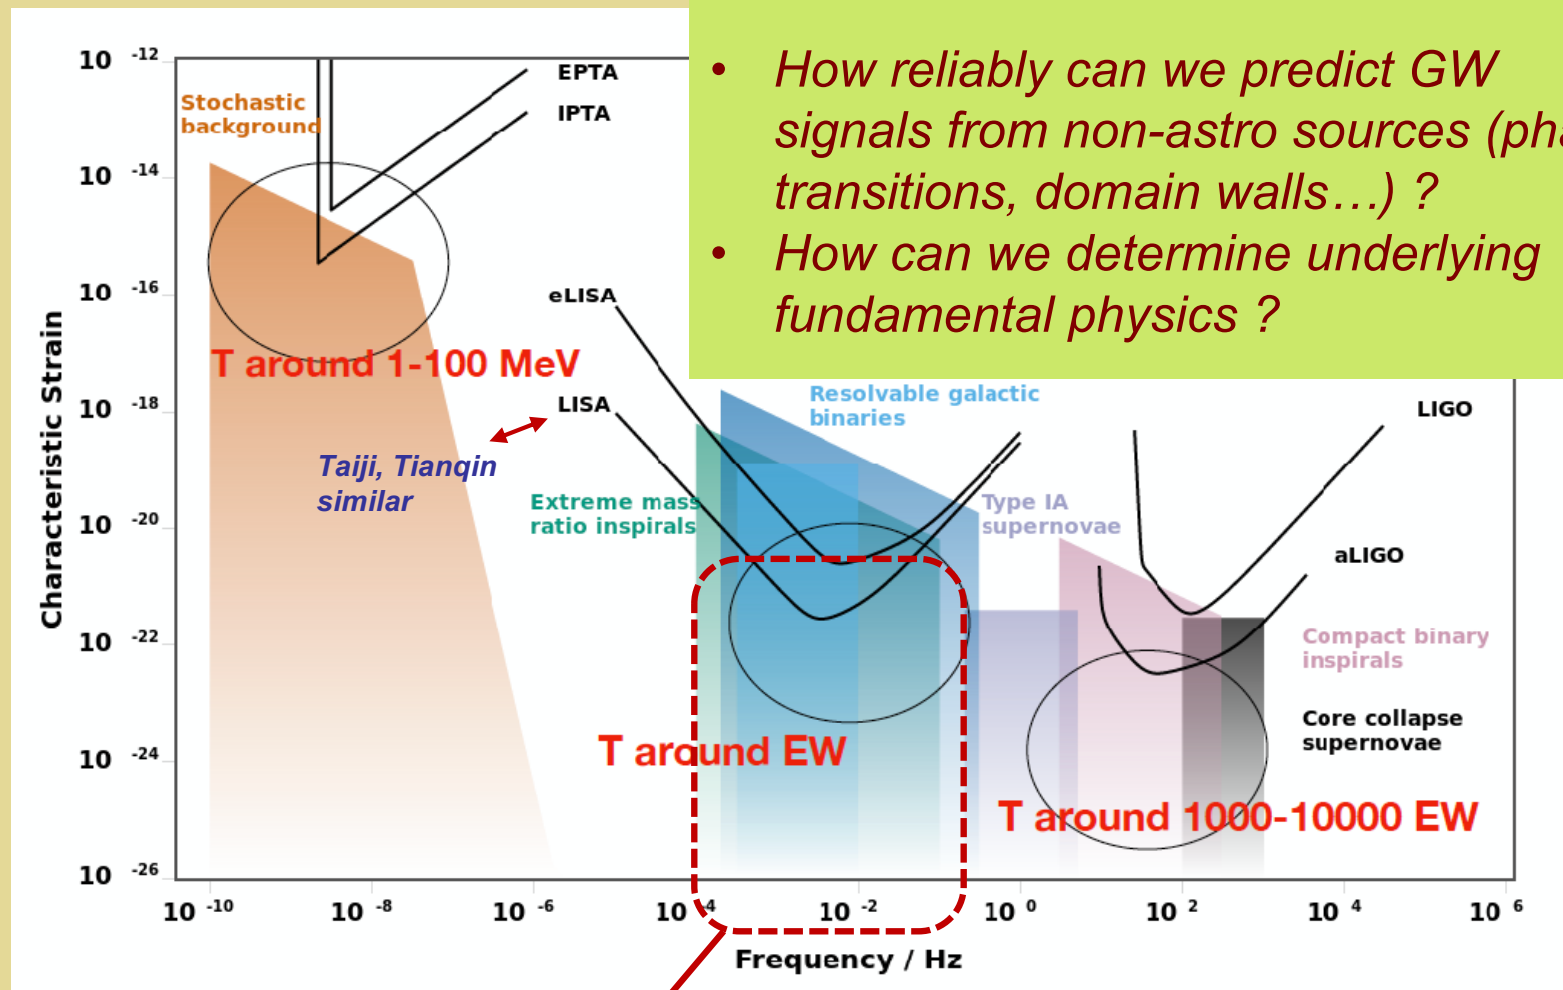 • How reliably can we predict GW
signals from non-astro sources
transitions, domain walls…) ?
• How can we determine underlying
fundamental physics ?
10 -12
10 -14
10 -16
10 -18
10 -20
10 -22
10 -24
10 -26
Characteristic Strain
Stochastic
background
EPTA
IPTA
eLISA
T around 1-100 MeV
LISA
Taiji, Tianqin
similar
Resolvable galactic
binaries
LIGO
Extreme mass
ratio inspirals
Type IA
supernovae
aLIGO
Compact binary
inspirals
Core collapse
supernovae
T around EW
T around 1000-10000 EW
10 -10
10 -8
10 -6
10 -4
10 -2
10 0
10 2
10 4
10 6
Frequency / Hz